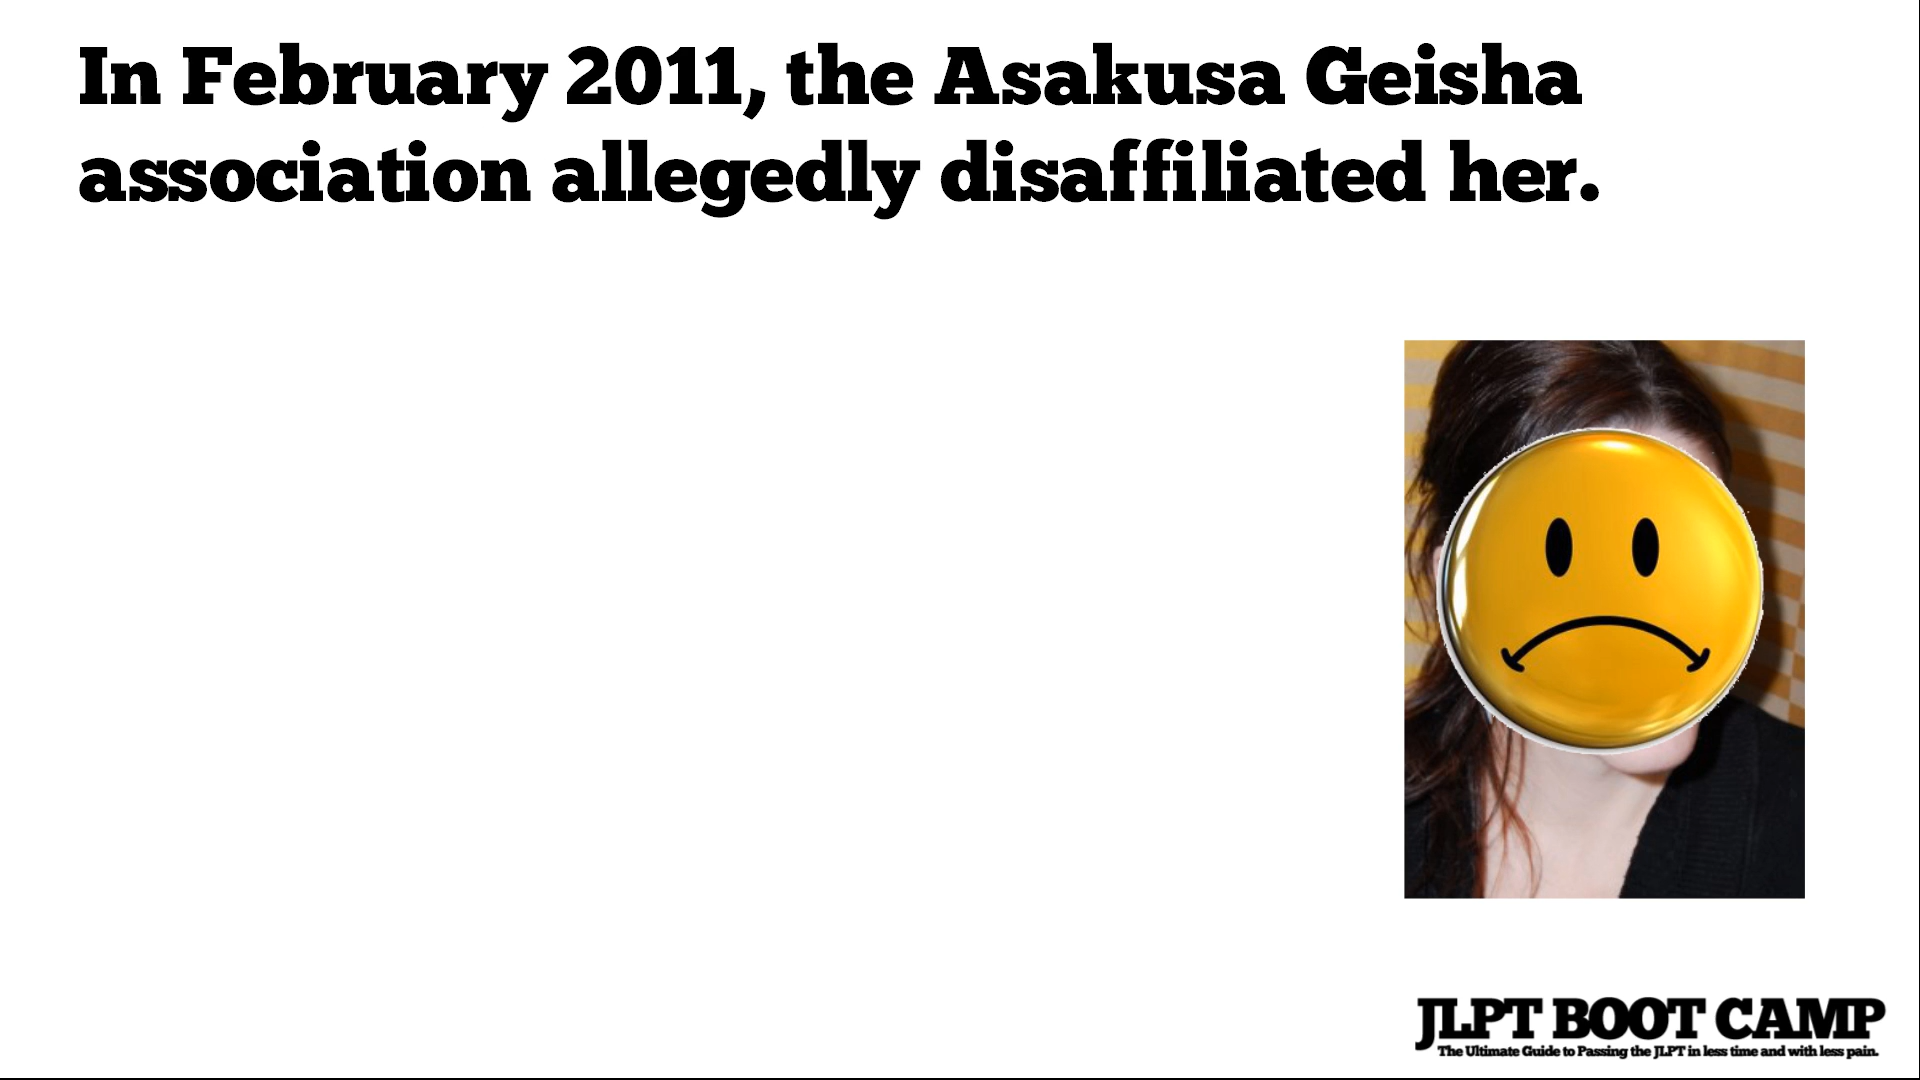 In February 2011, the Asakusa Geisha
association allegedly disaffiliated her.
JLPT BOOT CAMP
The Ultimate Guide to Passing the JLPT in less time and with less pain.